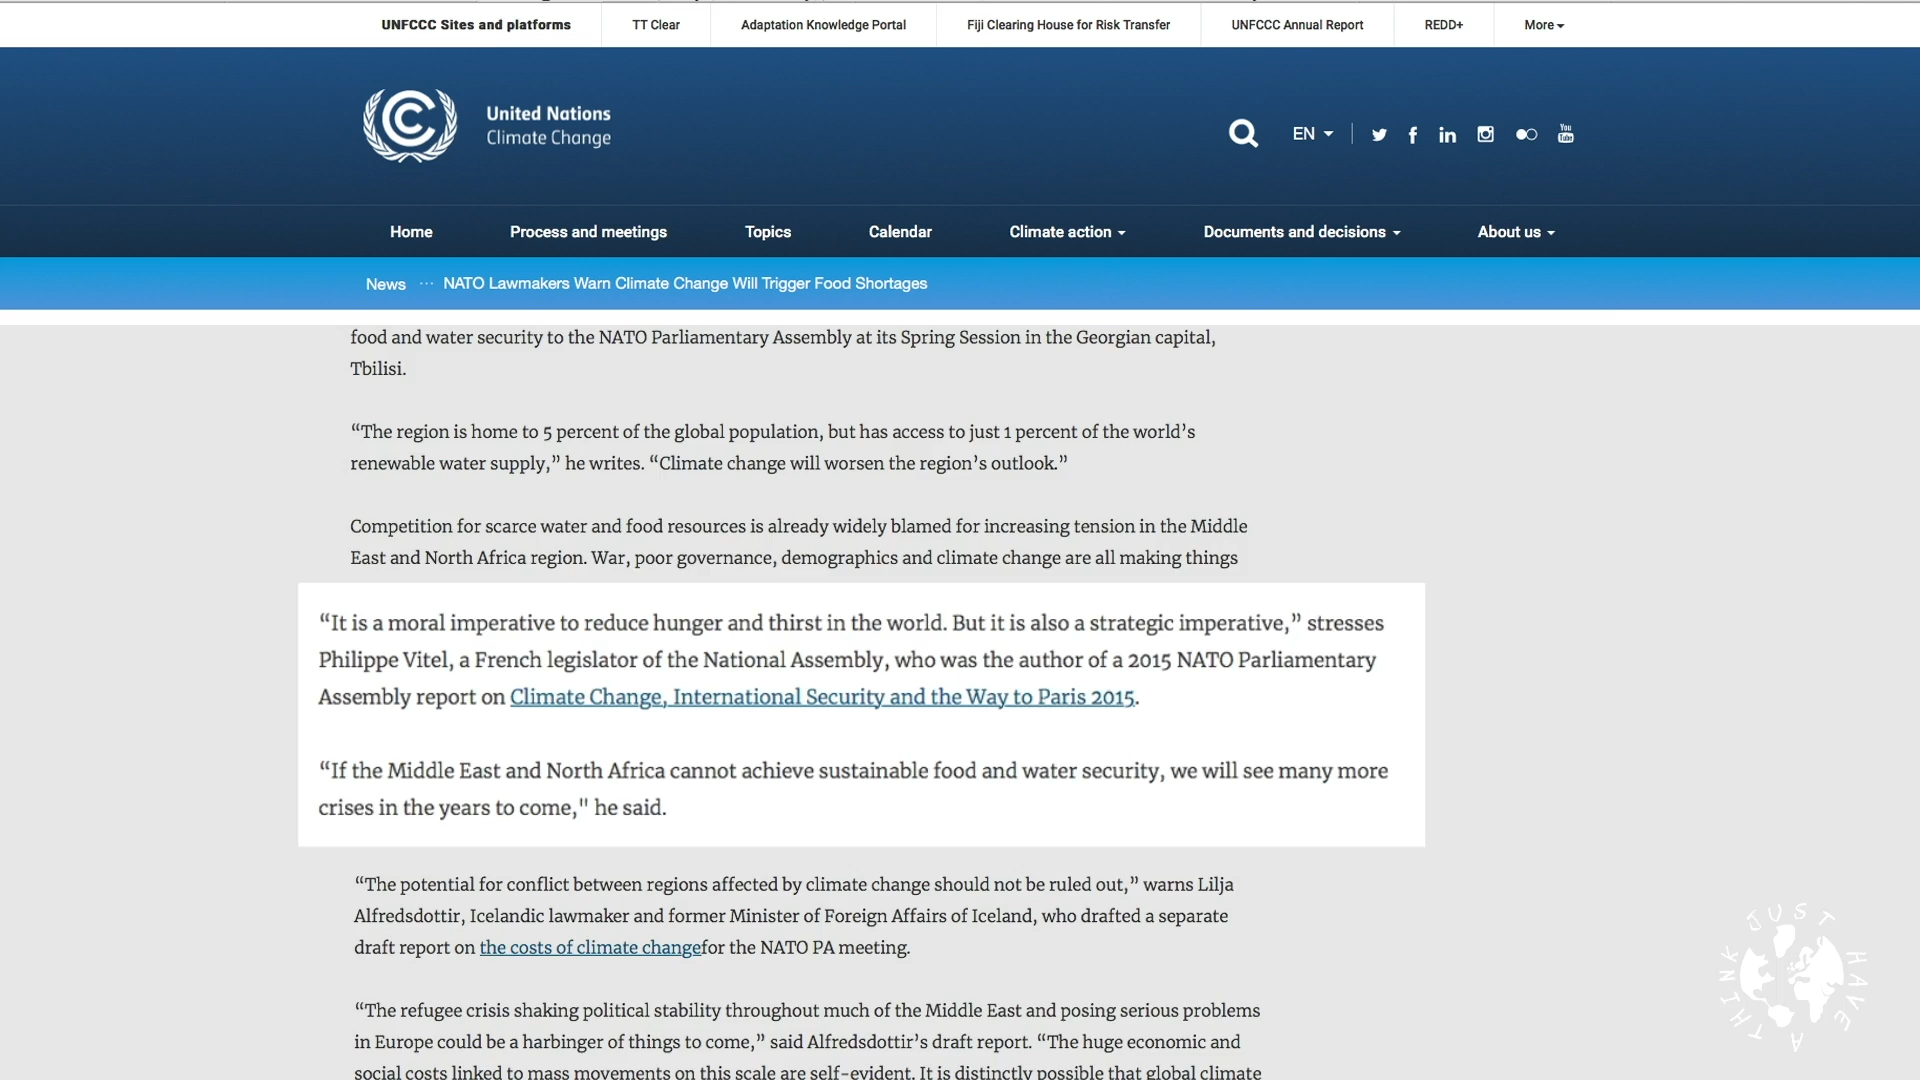 UNFCCC Sites and platforms TT Clear Adaptation Knowledge Portal Fiji Clearing House for Risk Transfer UNFCCC Annual Report REDD+ More
United Nations
Climate Change
EN
You
Tube
Home Process and meetings Topics Calendar Climate action Documents and decisions About us
News ··· NATO Lawmakers Warn Climate Change Will Trigger Food Shortages
food and water security to the NATO Parliamentary Assembly at its Spring Session in the Georgian capital,
Tbilisi.
“The region is home to 5 percent of the global population, but has access to just 1 percent of the world’s
renewable water supply,” he writes. “Climate change will worsen the region’s outlook.”
Competition for scarce water and food resources is already widely blamed for increasing tension in the Middle
East and North Africa region. War, poor governance, demographics and climate change are all making things
“It is a moral imperative to reduce hunger and thirst in the world. But it is also a strategic imperative,” stresses
Philippe Vitel, a French legislator of the National Assembly, who was the author of a 2015 NATO Parliamentary
Assembly report on Climate Change, International Security and the Way to Paris 2015.
“If the Middle East and North Africa cannot achieve sustainable food and water security, we will see many more
crises in the years to come," he said.
“The potential for conflict between regions affected by climate change should not be ruled out,” warns Lilja
Alfredsdottir, Icelandic lawmaker and former Minister of Foreign Affairs of Iceland, who drafted a separate
draft report on the costs of climate changefor the NATO PA meeting.
“The refugee crisis shaking political stability throughout much of the Middle East and posing serious problems
in Europe could be a harbinger of things to come,” said Alfredsdottir’s draft report. “The huge economic and
social costs linked to mass movements on this scale are self-evident. It is distinctly possible that global climate
JUST HAVE A THINK